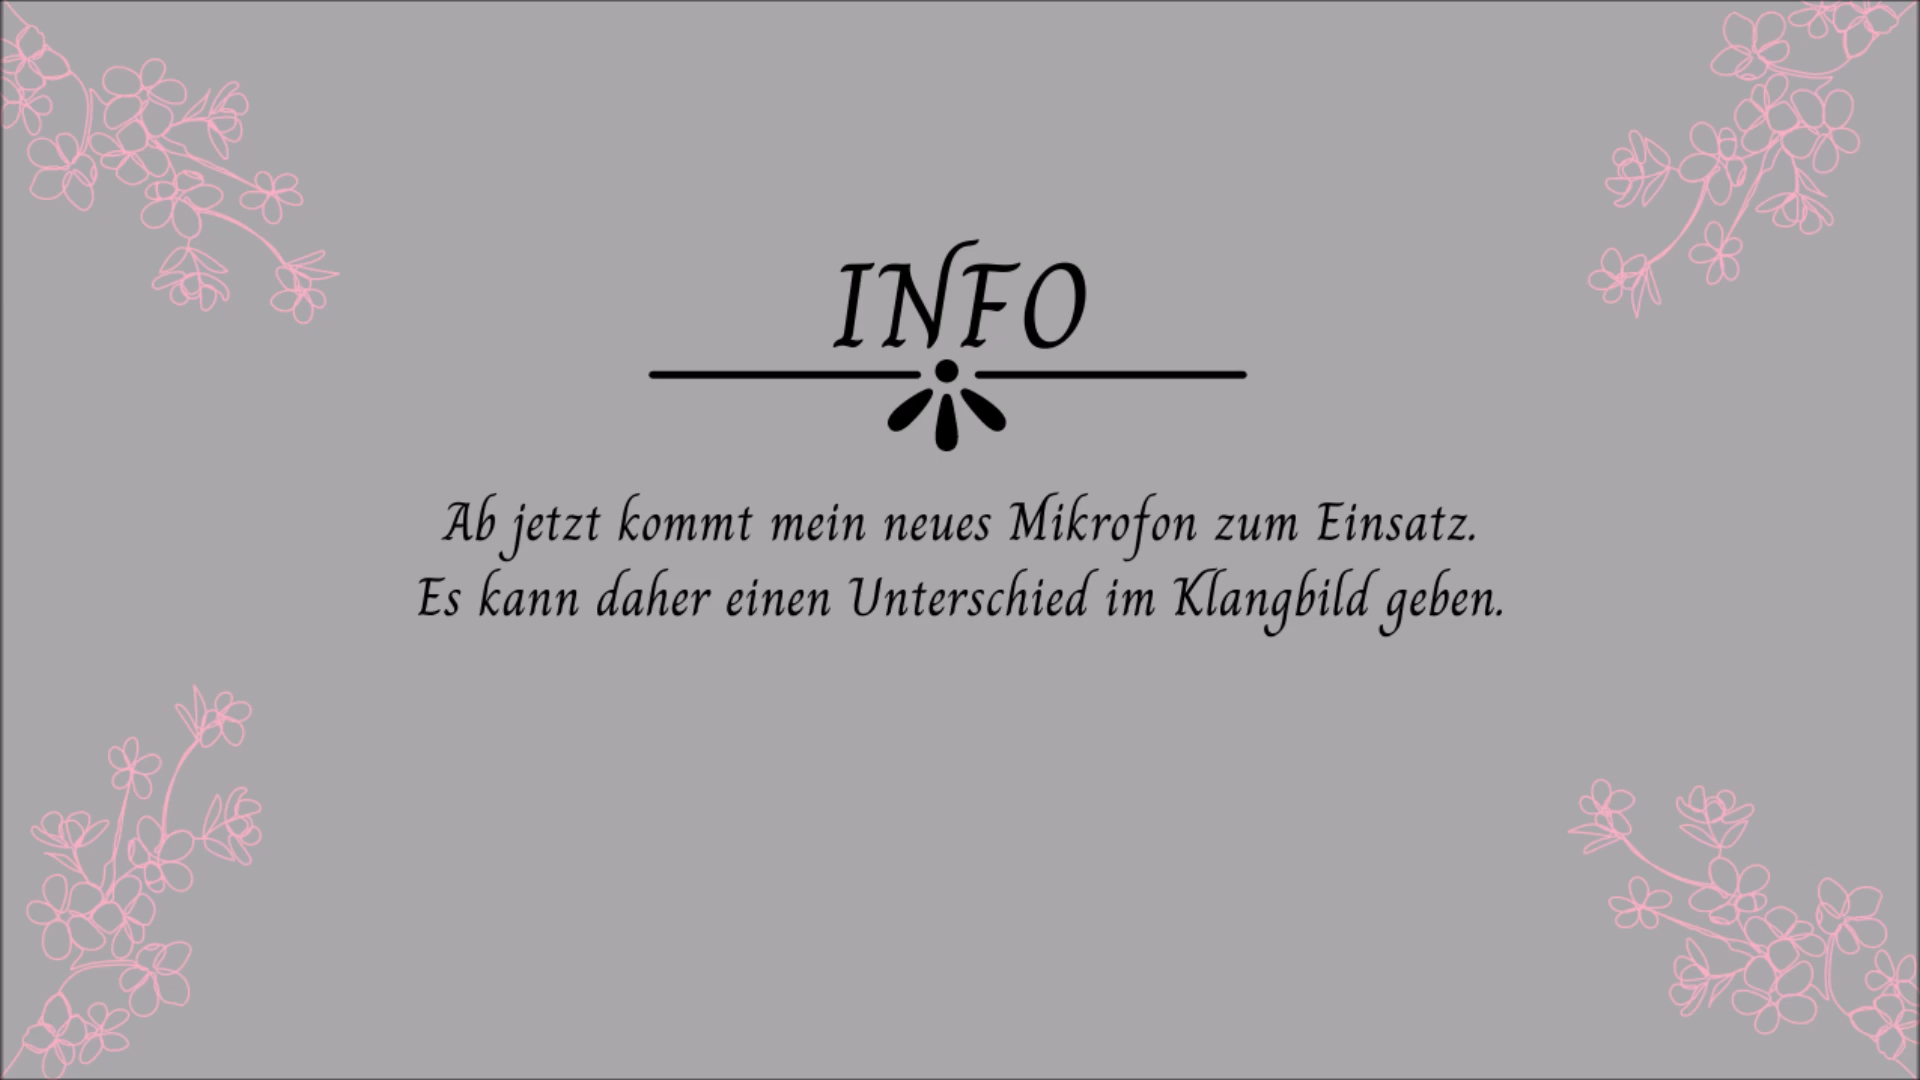 INFO
Ab jetzt kommt mein neues Mikrofon zum Einsatz.
Es kann daher einen Unterschied im Klangbild geben.